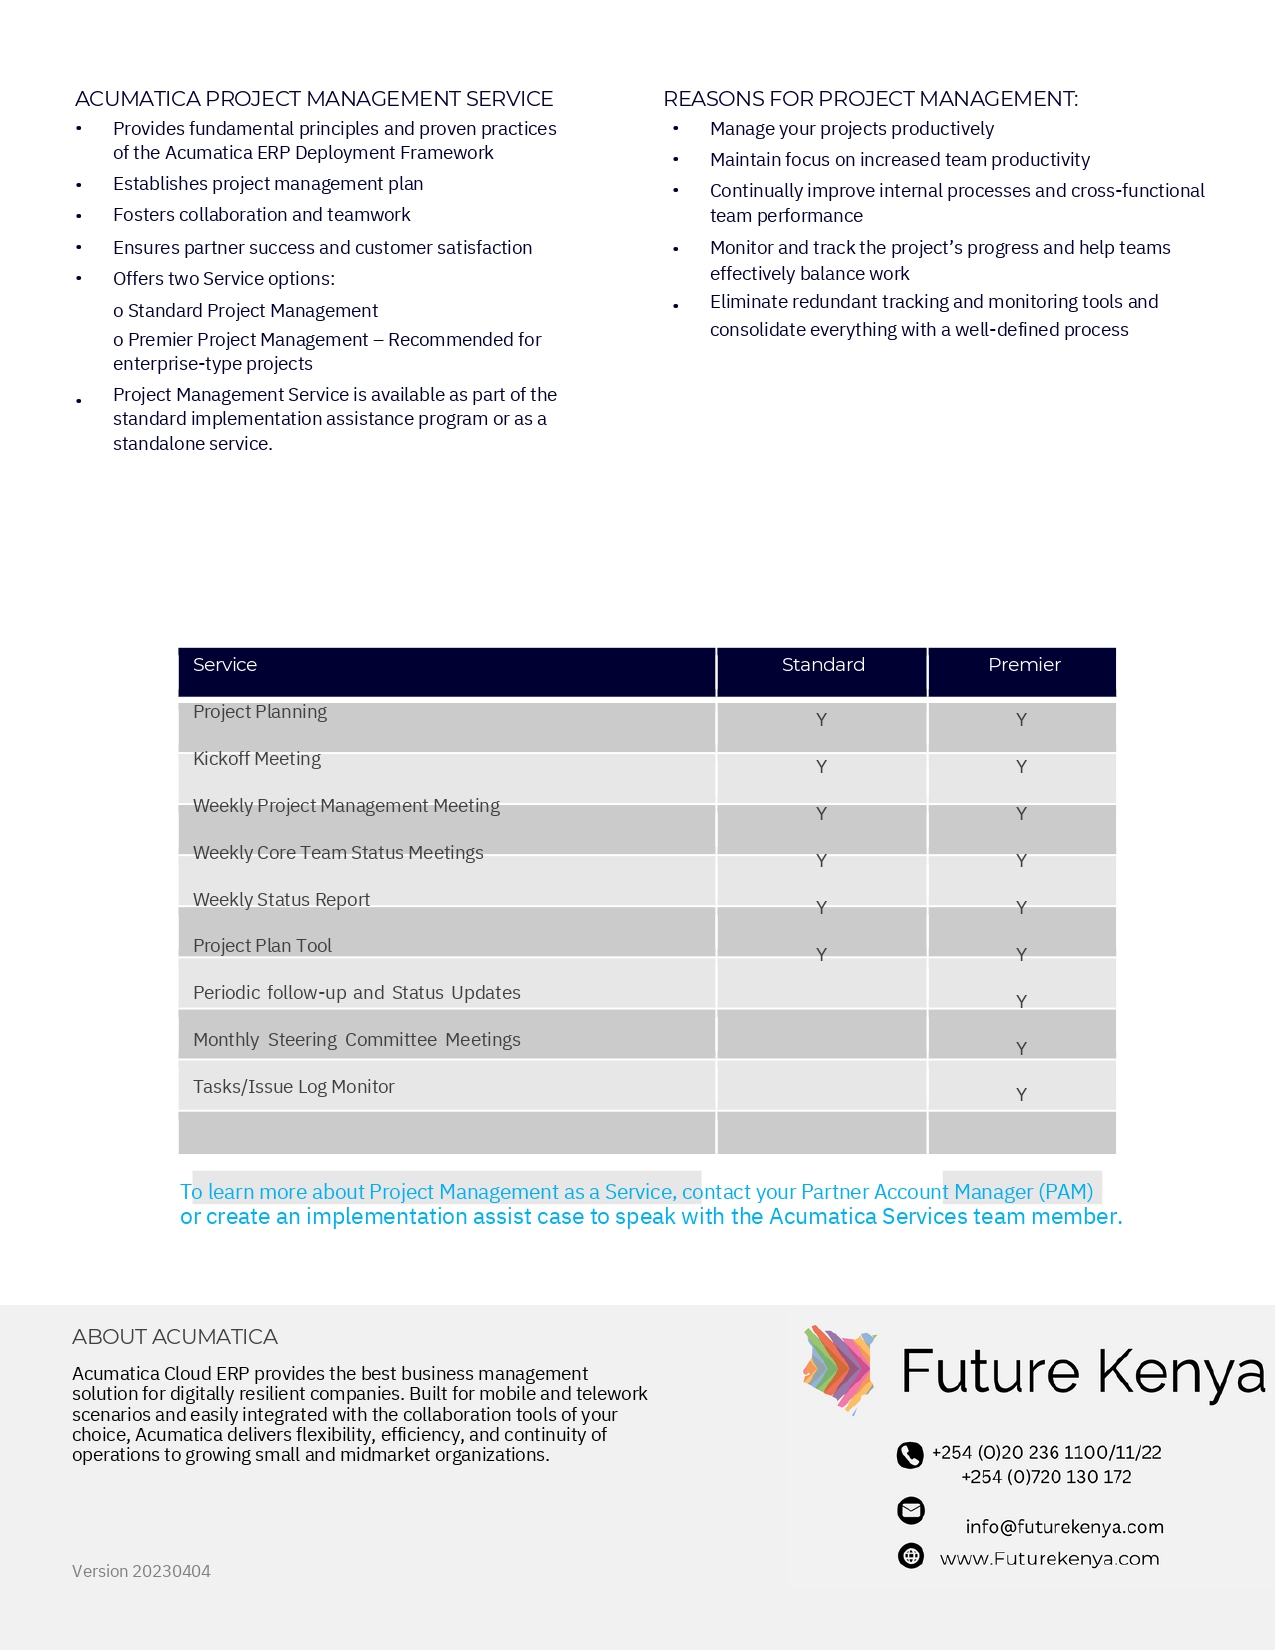 ACUMATICA PROJECT MANAGEMENT SERVICE
• Provides fundamental principles and proven practices
of the Acumatica ERP Deployment Framework
• Establishes project management plan
• Fosters collaboration and teamwork
• Ensures partner success and customer satisfaction
• Offers two Service options:
o Standard Project Management
o Premier Project Management – Recommended for
enterprise-type projects
• Project Management Service is available as part of the
standard implementation assistance program or as a
standalone service.
REASONS FOR PROJECT MANAGEMENT:
• Manage your projects productively
• Maintain focus on increased team productivity
• Continually improve internal processes and cross-functional
team performance
• Monitor and track the project’s progress and help teams
effectively balance work
• Eliminate redundant tracking and monitoring tools and
consolidate everything with a well-defined process
Service Standard Premier
Project Planning Y Y
Kickoff Meeting Y Y
Weekly Project Management Meeting Y Y
Weekly Core Team Status Meetings Y Y
Weekly Status Report Y Y
Project Plan Tool Y Y
Periodic follow-up and Status Updates Y
Monthly Steering Committee Meetings Y
Tasks/Issue Log Monitor Y
To learn more about Project Management as a Service, contact your Partner Account Manager (PAM)
or create an implementation assist case to speak with the Acumatica Services team member.
ABOUT ACUMATICA
Acumatica Cloud ERP provides the best business management
solution for digitally resilient companies. Built for mobile and telework
scenarios and easily integrated with the collaboration tools of your
choice, Acumatica delivers flexibility, efficiency, and continuity of
operations to growing small and midmarket organizations.
Version 20230404
Future Kenya
+254 (0)20 236 1100/11/22
+254 (0)720 130 172
info@futurekenya.com
www.Futurekenya.com